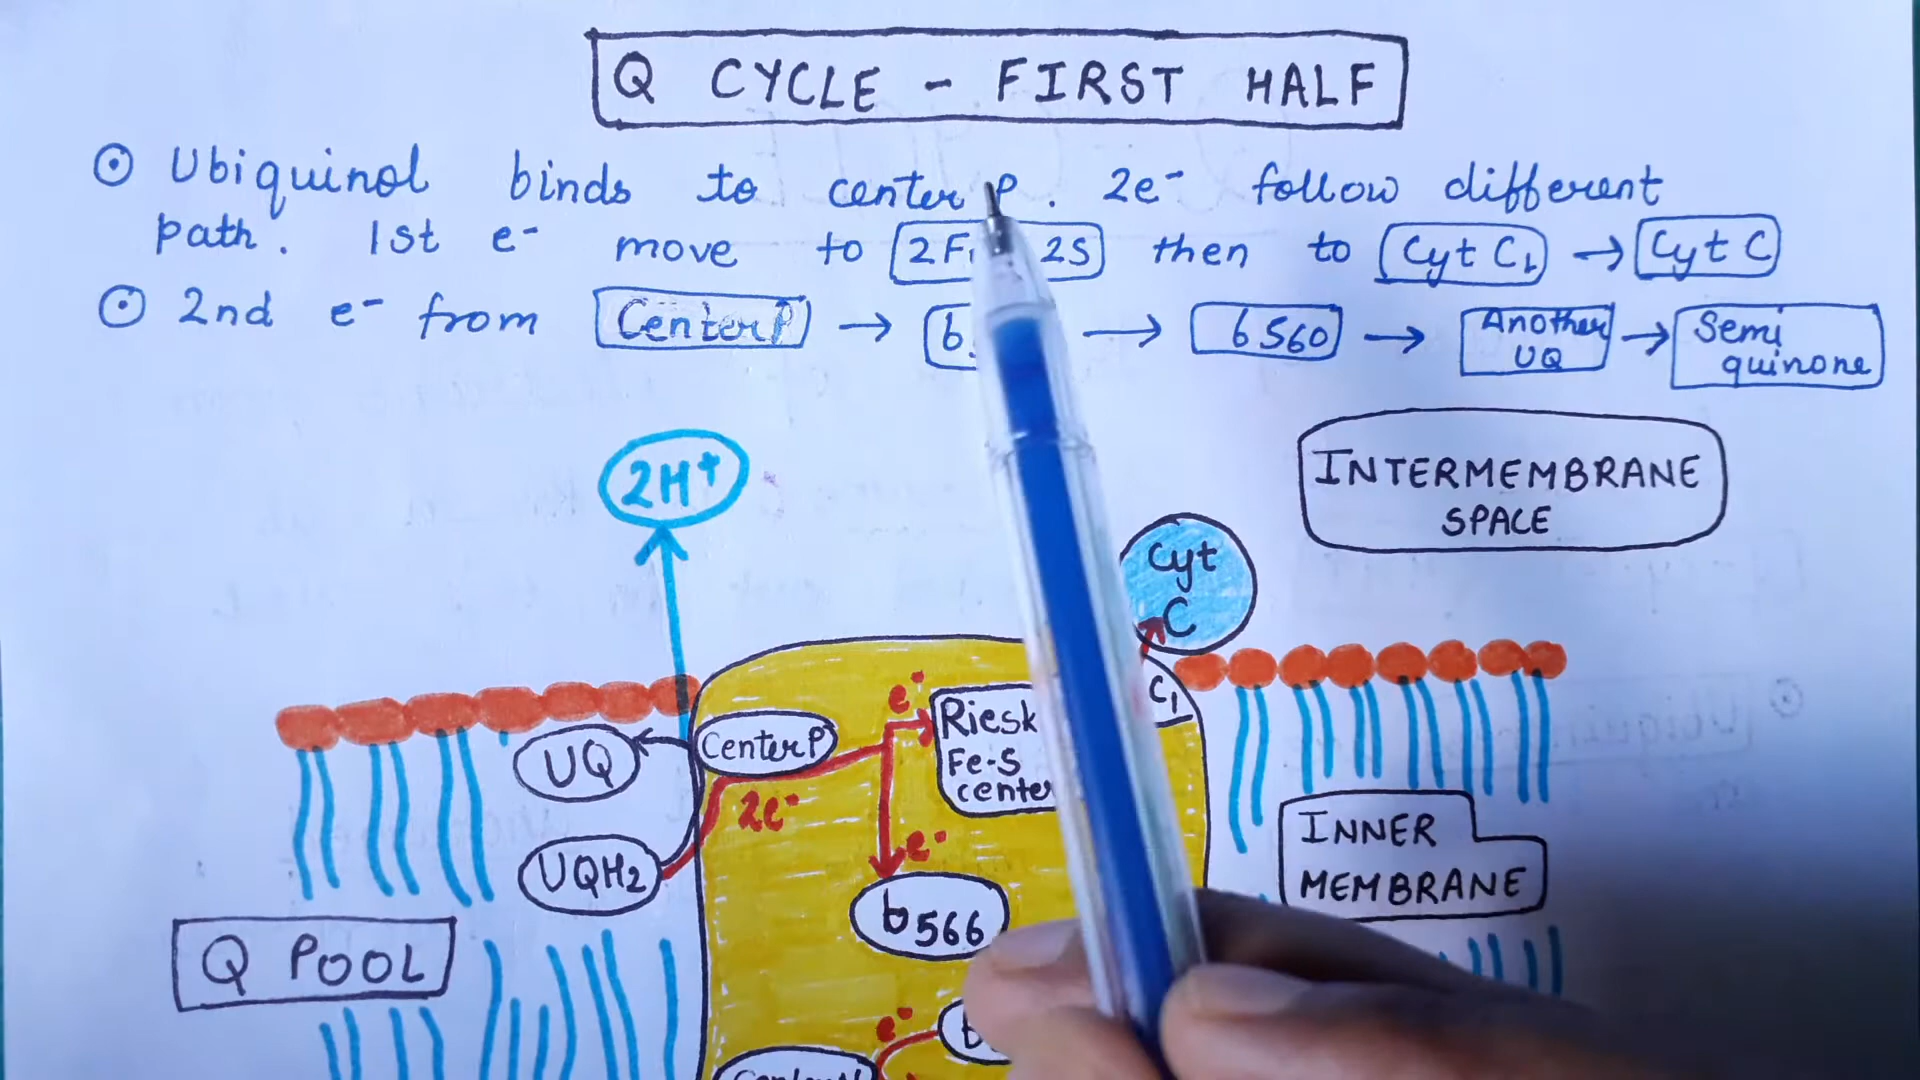 Q CYCLE - FIRST HALF
⊙ Ubiquinol binds to center P. 2e⁻ follow different
path. 1st e⁻ move to 2F 2S then to Cyt C₁ → Cyt C
⊙ 2nd e⁻ from Center P → b → b560 → Another UQ → Semi quinone
2H⁺
INTERMEMBRANE
SPACE
Cyt
C
C₁
e⁻
Riesk
Fe-S
center
Center P
UQ
2e⁻
e⁻
UQH₂
INNER
MEMBRANE
b566
Q POOL
e⁻